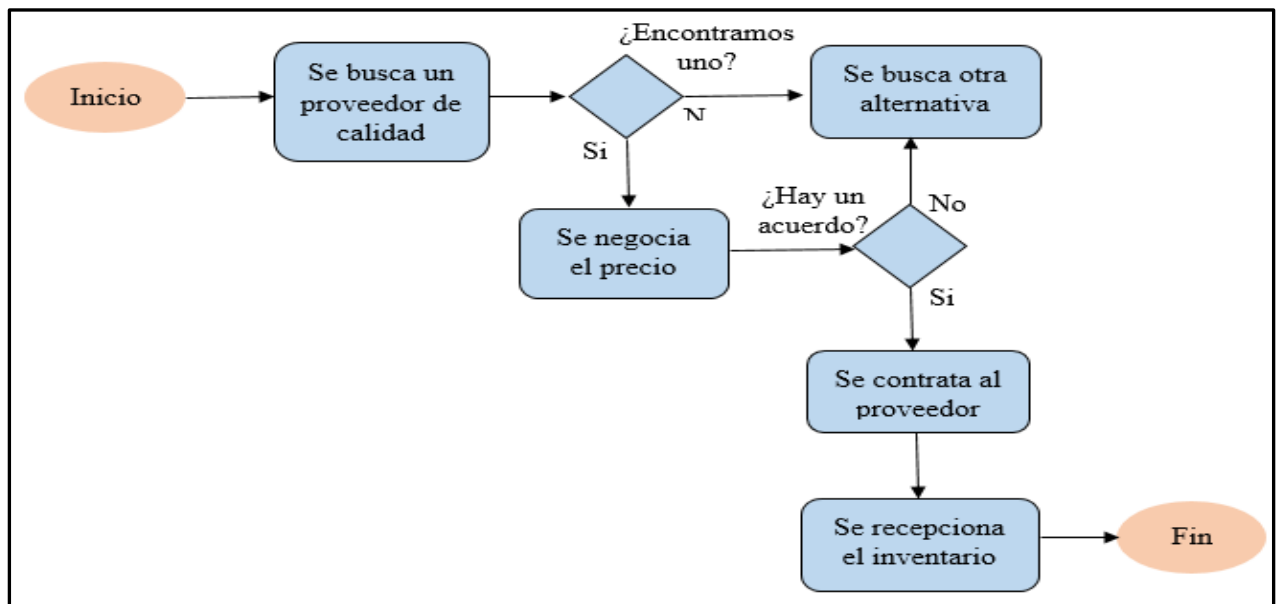 Inicio
Se busca un
proveedor de
calidad
¿Encontramos
uno?
N
Si
Se busca otra
alternativa
Se negocia
el precio
¿Hay un
acuerdo?
No
Si
Se contrata al
proveedor
Se recepciona
el inventario
Fin